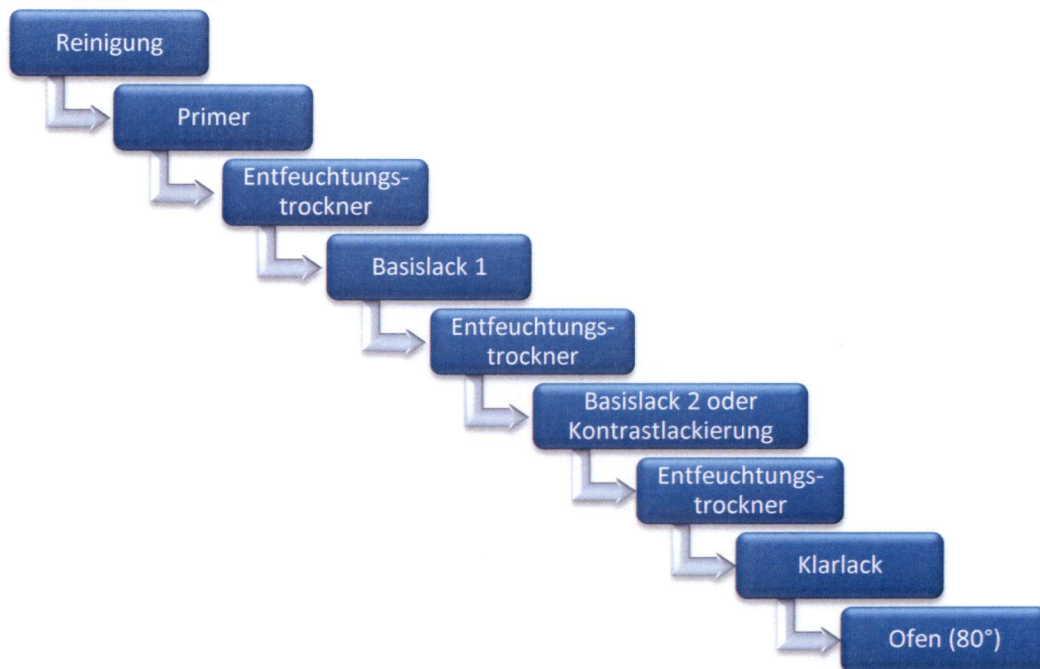 Reinigung
Primer
Entfeuchtungs-
trockner
Basislack 1
Entfeuchtungs-
trockner
Basislack 2 oder
Kontrastlackierung
Entfeuchtungs-
trockner
Klarlack
Ofen (80°)